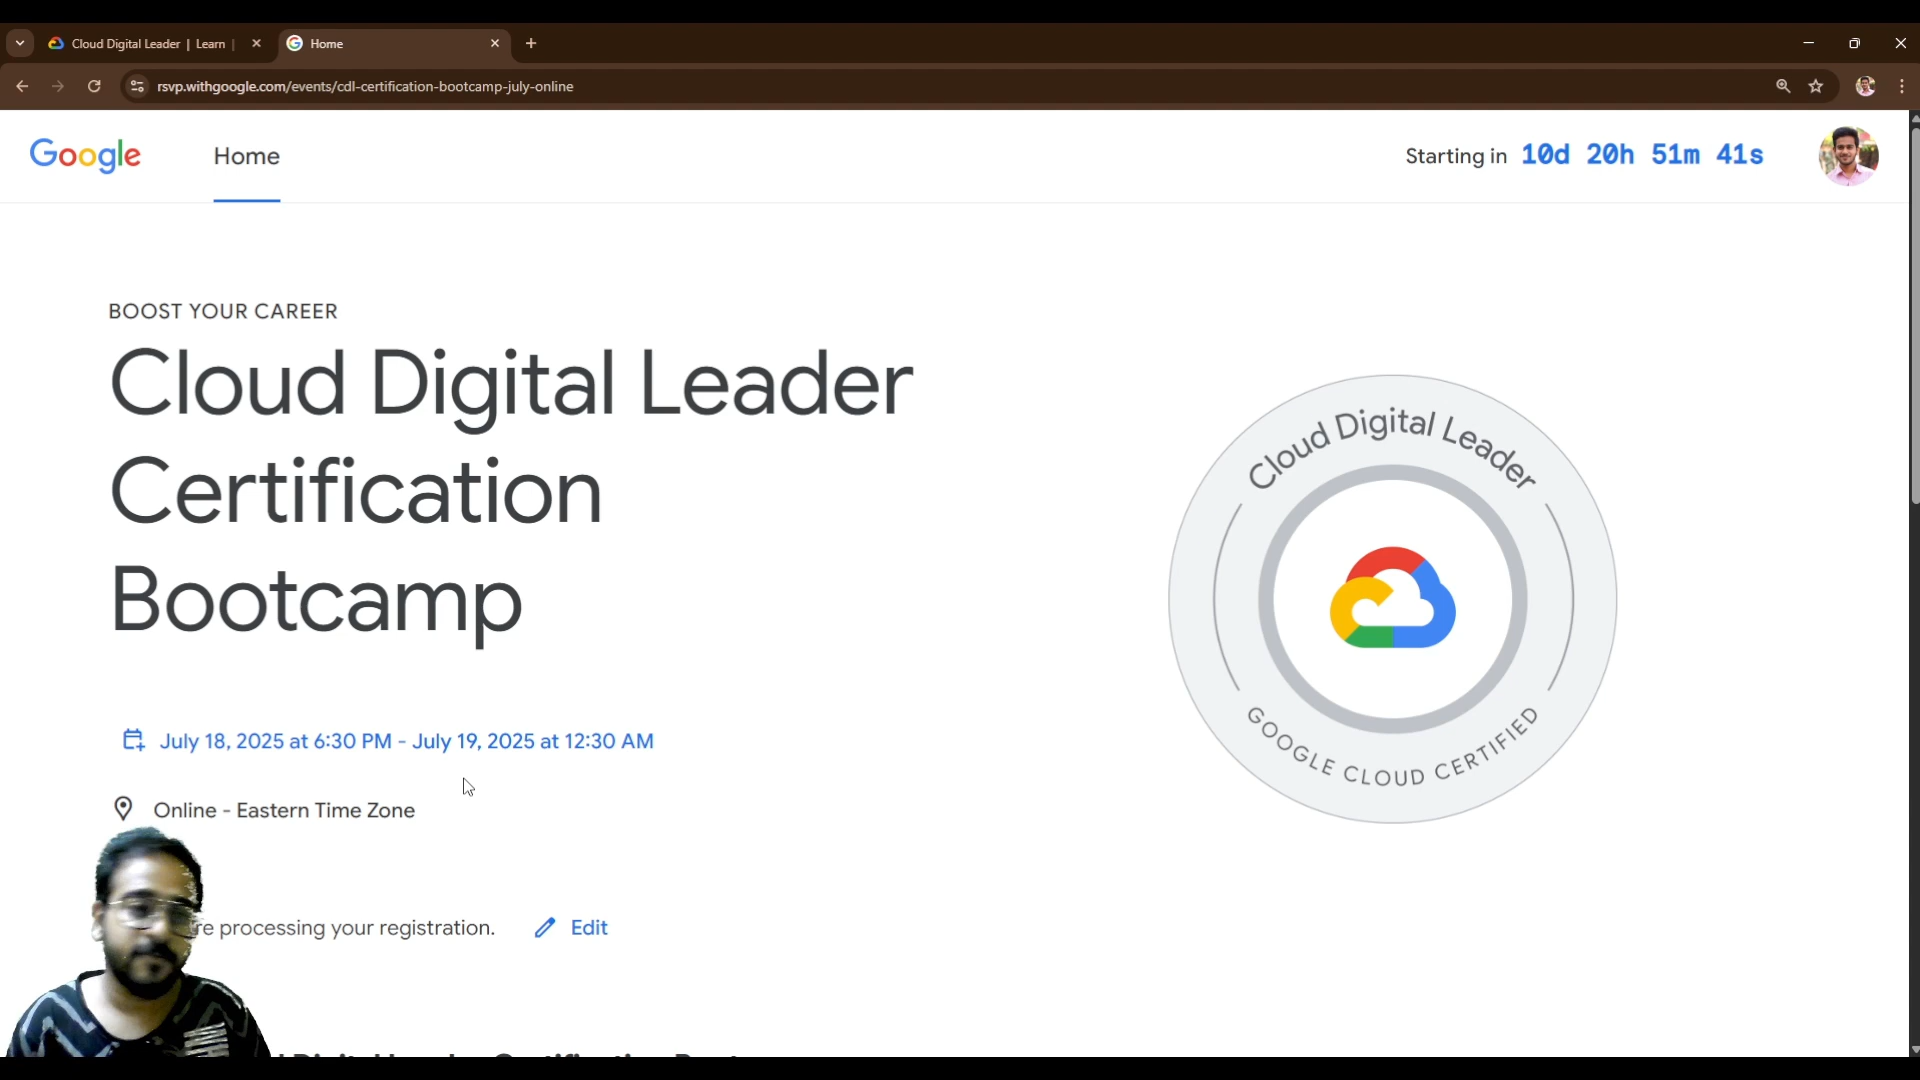 Cloud Digital Leader | Learn
Home
rsvp.withgoogle.com/events/cdl-certification-bootcamp-july-online
Google
Home
Starting in 10d 20h 51m 41s
BOOST YOUR CAREER
Cloud Digital Leader
Certification
Bootcamp
Cloud Digital Leader
GOOGLE CLOUD CERTIFIED
July 18, 2025 at 6:30 PM - July 19, 2025 at 12:30 AM
Online - Eastern Time Zone
processing your registration.
Edit